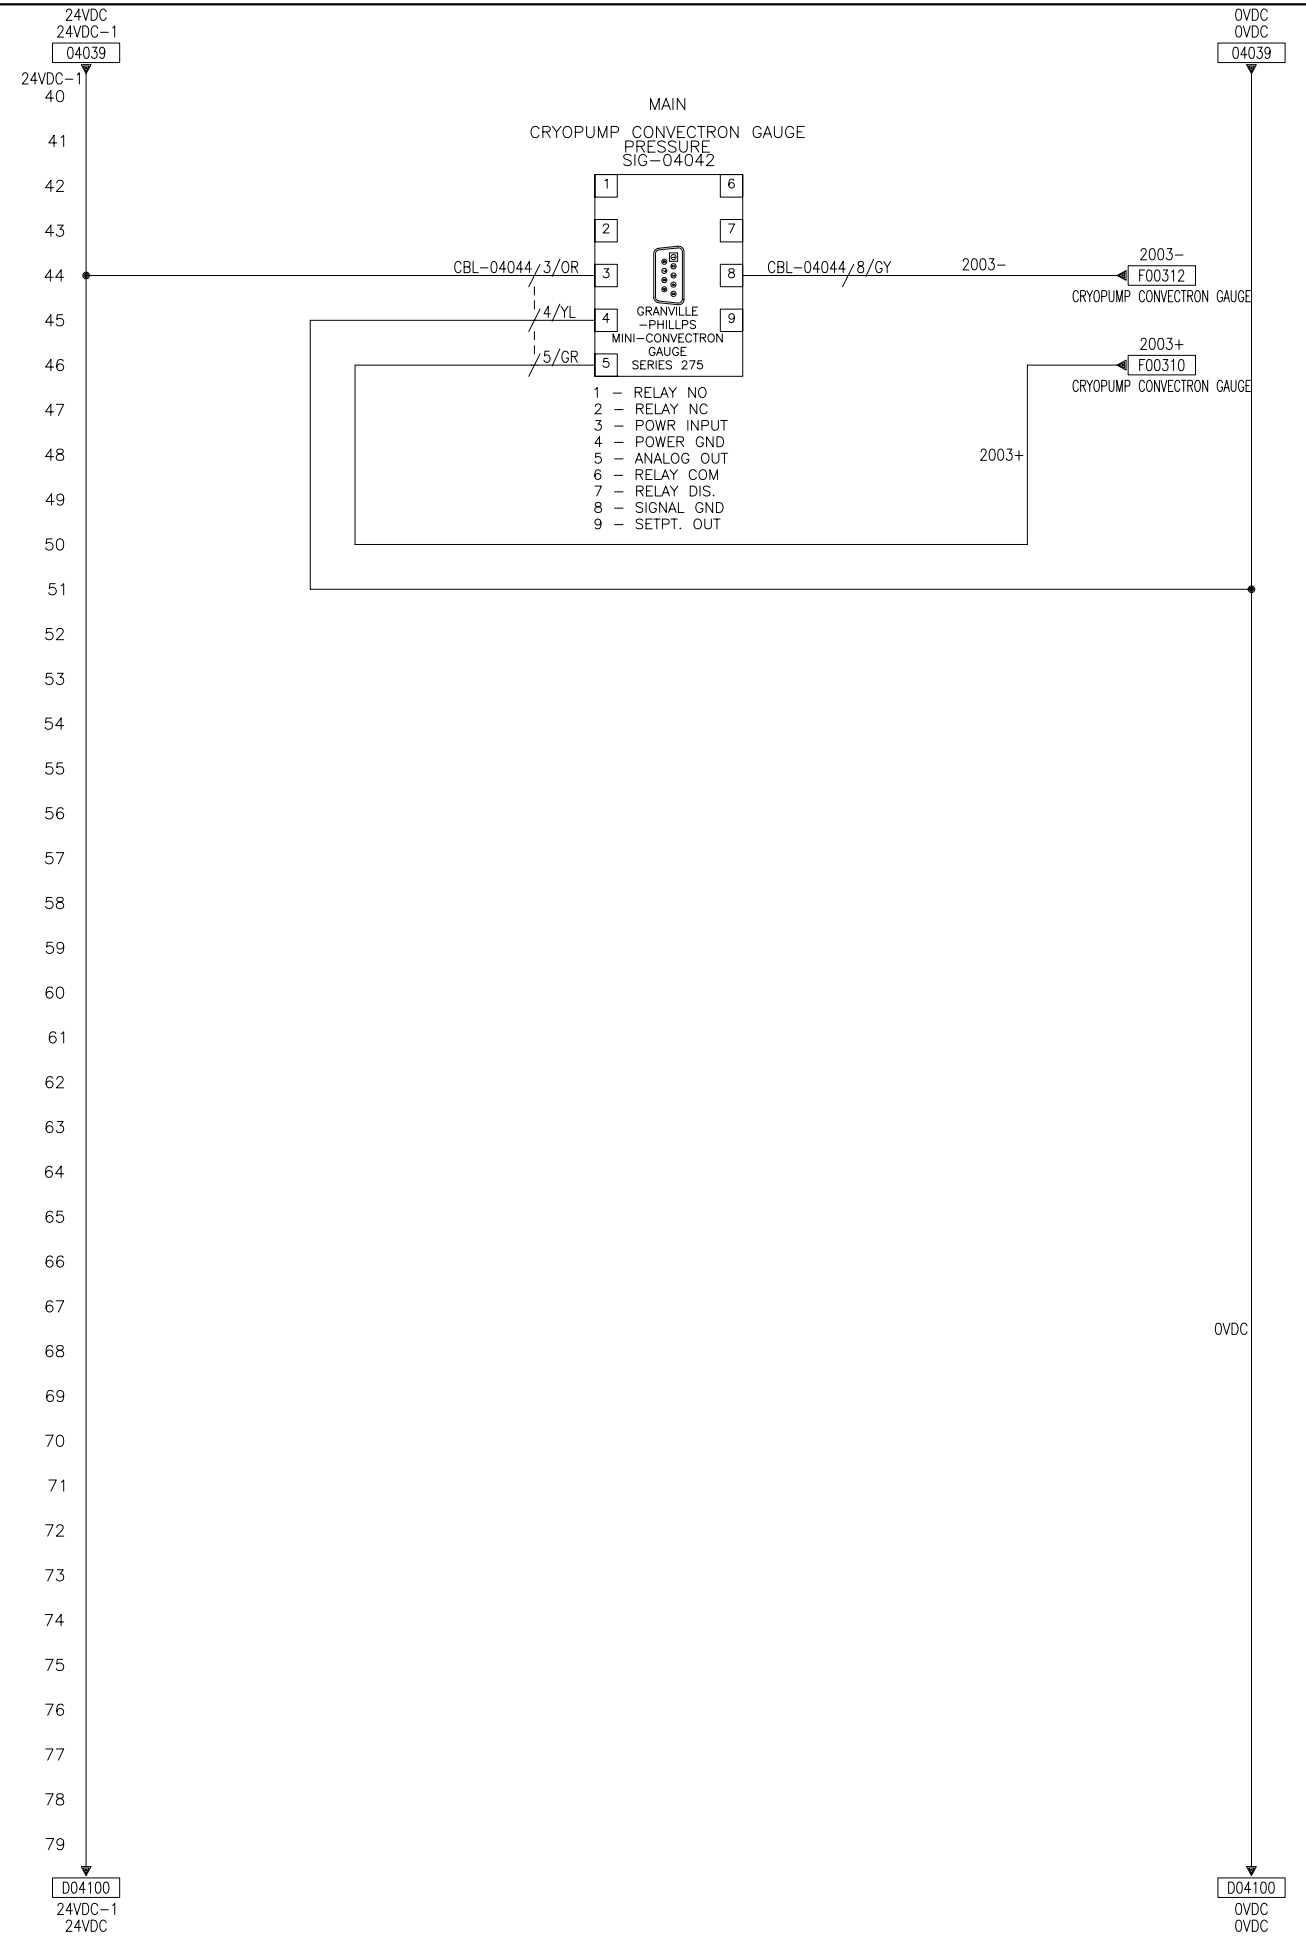 24VDC
24VDC-1
04039
0VDC
0VDC
04039
24VDC-1
40
MAIN
41
CRYOPUMP CONVECTRON GAUGE
PRESSURE
SIG-04042
42
1
6
43
2
7
44
CBL-04044
3/OR
3
8
CBL-04044
8/GY
2003-
2003-
F00312
CRYOPUMP CONVECTRON GAUGE
45
4/YL
4
9
GRANVILLE
-PHILLPS
MINI-CONVECTRON
GAUGE
SERIES 275
46
5/GR
5
2003+
F00310
CRYOPUMP CONVECTRON GAUGE
1 - RELAY NO
2 - RELAY NC
3 - POWR INPUT
4 - POWER GND
5 - ANALOG OUT
6 - RELAY COM
7 - RELAY DIS.
8 - SIGNAL GND
9 - SETPT. OUT
47
48
2003+
49
50
51
52
53
54
55
56
57
58
59
60
61
62
63
64
65
66
67
0VDC
68
69
70
71
72
73
74
75
76
77
78
79
D04100
24VDC-1
24VDC
D04100
0VDC
0VDC